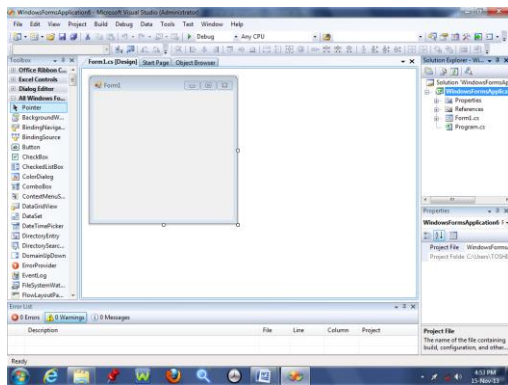 WindowsFormsApplication6 - Microsoft Visual Studio (Administrator)
File Edit View Project Build Debug Data Tools Test Window Help
Debug Any CPU
Toolbox
Form1.cs [Design] Start Page Object Browser
Office Ribbon C...
Excel Controls
Dialog Editor
All Windows Fo...
Pointer
BackgroundW...
BindingNaviga...
BindingSource
Button
CheckBox
CheckedListBox
ColorDialog
ComboBox
ContextMenuS...
DataGridView
DataSet
DateTimePicker
DirectoryEntry
DirectorySearc...
DomainUpDown
ErrorProvider
EventLog
FileSystemWat...
FlowLayoutPa...
Form1
Solution Explorer - Wi...
Solution 'WindowsFormsAp
WindowsFormsApplica
Properties
References
Form1.cs
Program.cs
Properties
WindowsFormsApplication6
Project File WindowsForms
Project Folde C:\Users\TOSHI
Project File
The name of the file containing
build, configuration, and other...
Error List
0 Errors 0 Warnings 0 Messages
Description File Line Column Project
Ready
4:53 PM
15-Nov-13